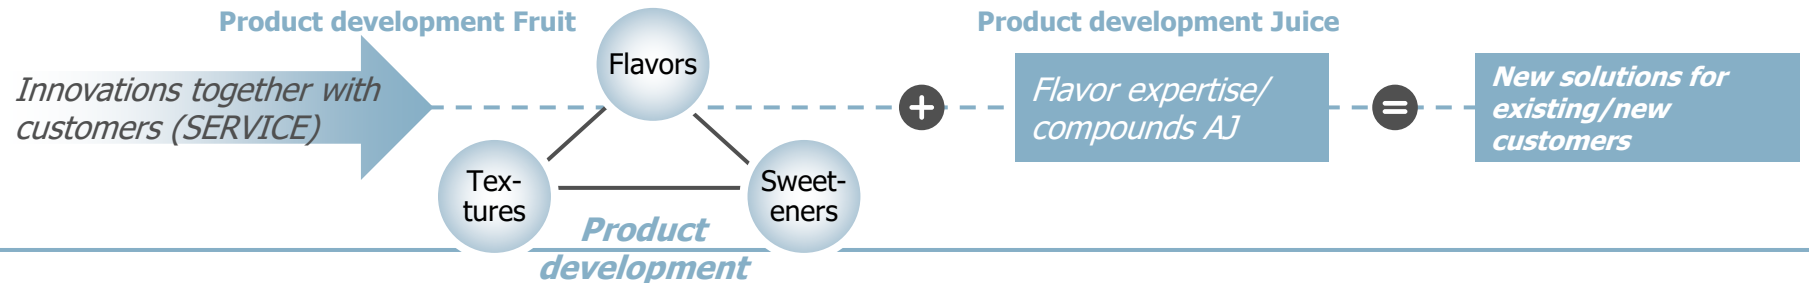 Product development Fruit
Product development Juice
Innovations together with
customers (SERVICE)
Flavors
+
Flavor expertise/
compounds AJ
=
New solutions for
existing/new
customers
Tex-
tures
Sweet-
eners
Product
development